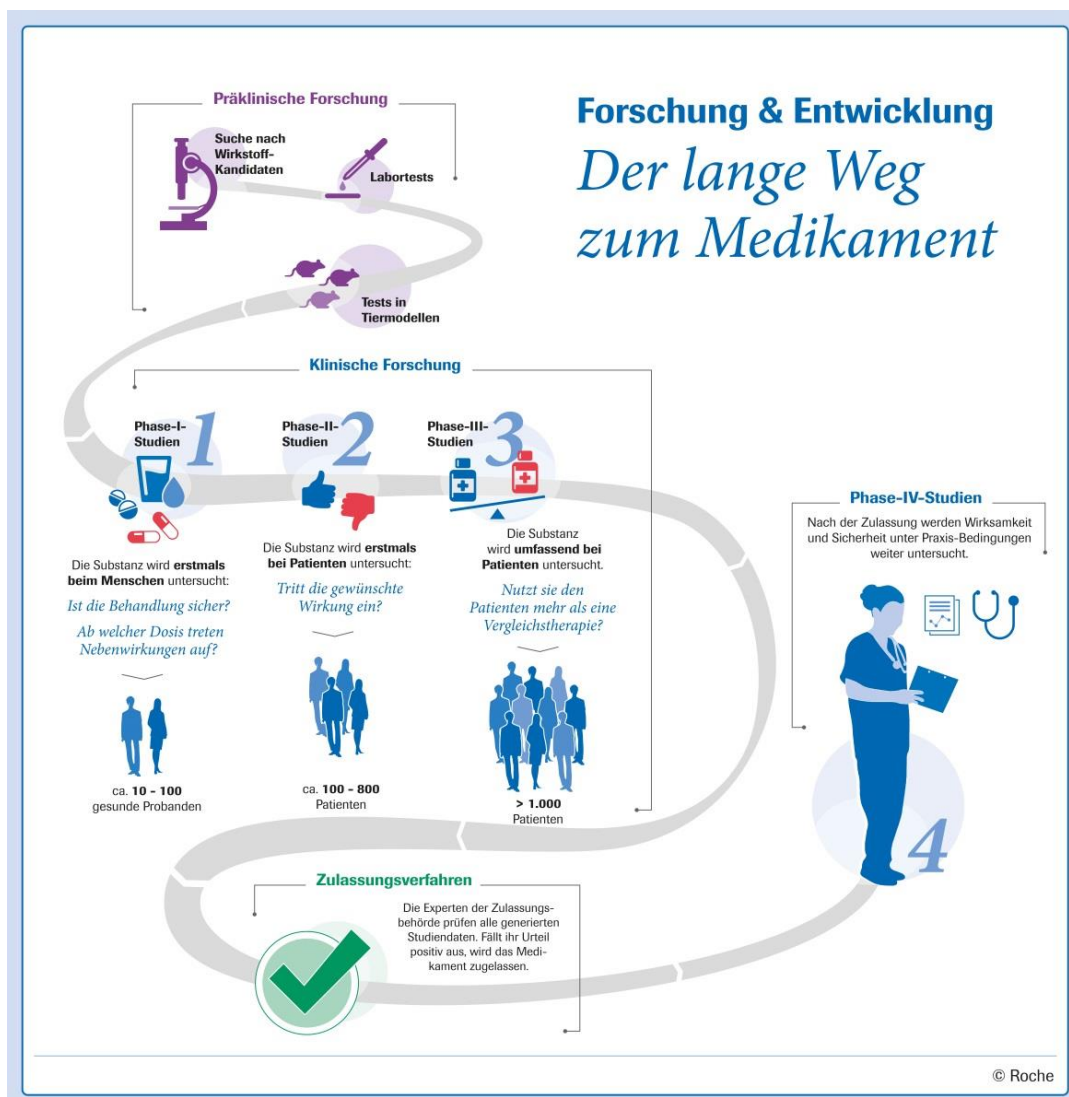 Forschung & Entwicklung
Der lange Weg
zum Medikament
Präklinische Forschung
Suche nach
Wirkstoff-
Kandidaten
Labortests
Tests in
Tiermodellen
Klinische Forschung
Phase-I-
Studien
1
Die Substanz wird erstmals
beim Menschen untersucht:
Ist die Behandlung sicher?
Ab welcher Dosis treten
Nebenwirkungen auf?
ca. 10 - 100
gesunde Probanden
Phase-II-
Studien
2
Die Substanz wird erstmals
bei Patienten untersucht:
Tritt die gewünschte
Wirkung ein?
ca. 100 - 800
Patienten
Phase-III-
Studien
3
Die Substanz
wird umfassend bei
Patienten untersucht.
Nutzt sie den
Patienten mehr als eine
Vergleichstherapie?
> 1.000
Patienten
Zulassungsverfahren
Die Experten der Zulassungs-
behörde prüfen alle generierten
Studiendaten. Fällt ihr Urteil
positiv aus, wird das Medi-
kament zugelassen.
Phase-IV-Studien
Nach der Zulassung werden Wirksamkeit
und Sicherheit unter Praxis-Bedingungen
weiter untersucht.
4
© Roche